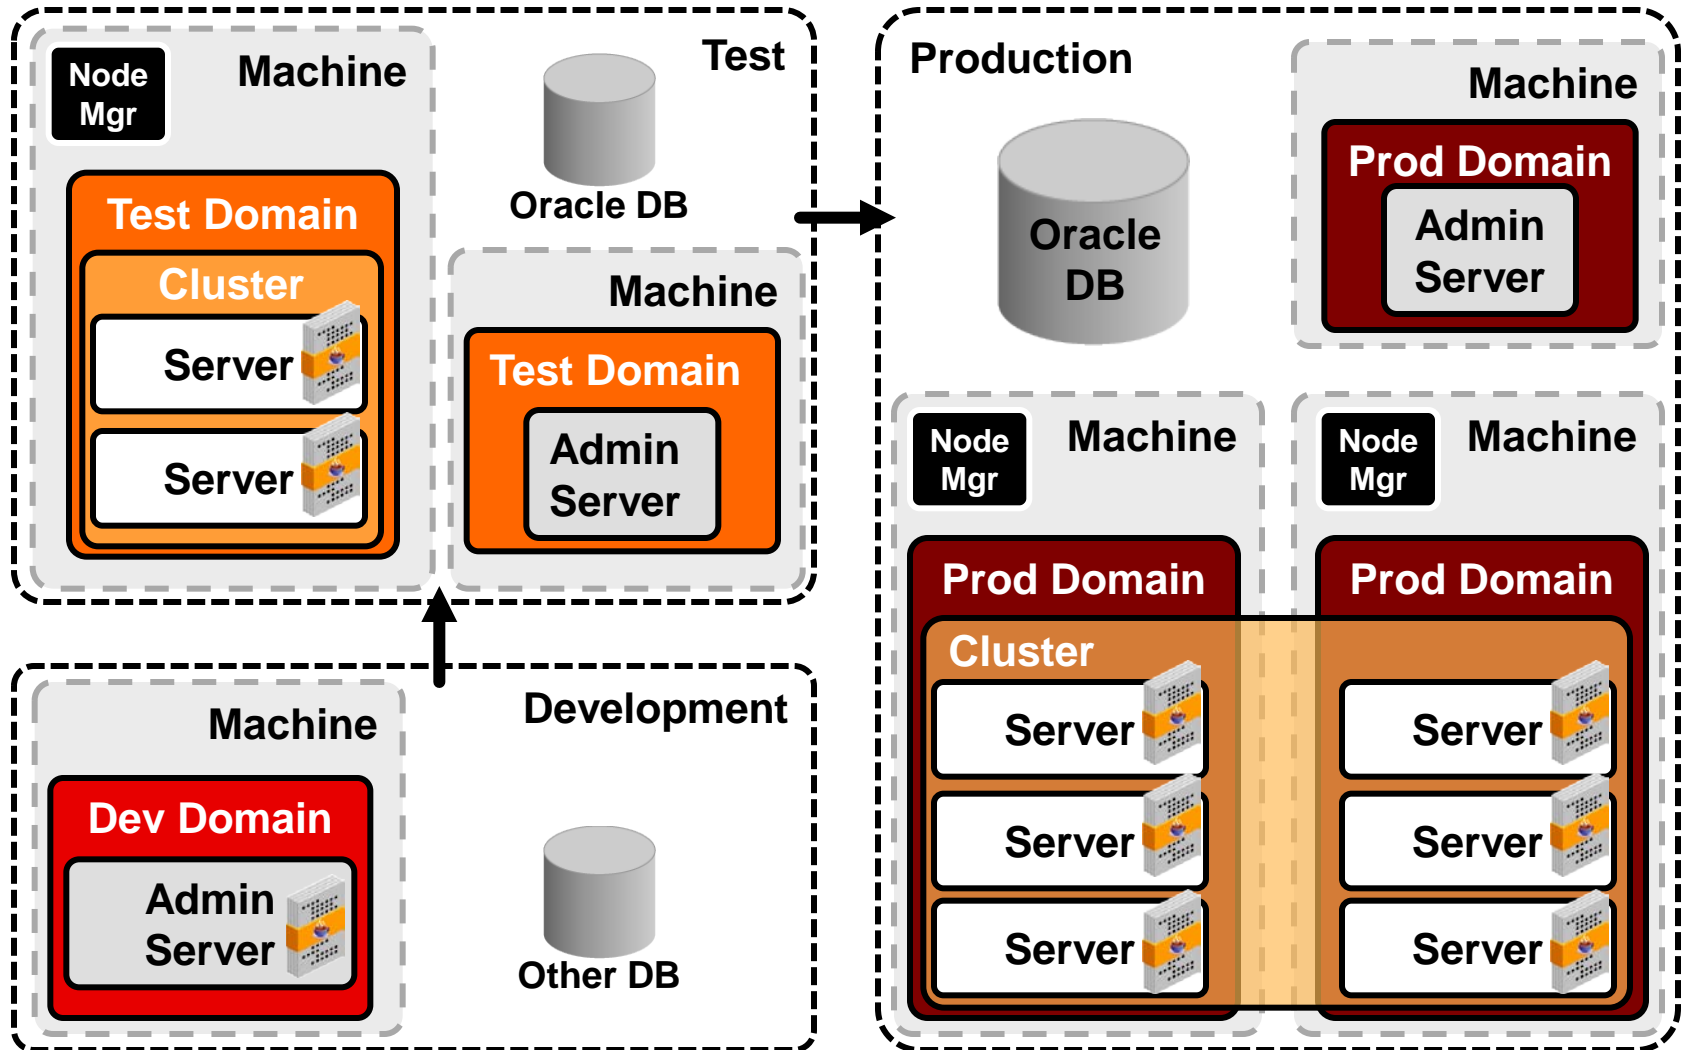 Test
Node
Mgr
Machine
Oracle DB
Test Domain
Cluster
Server
Server
Machine
Test Domain
Admin
Server
Development
Machine
Dev Domain
Admin
Server
Other DB
Production
Oracle
DB
Machine
Prod Domain
Admin
Server
Node
Mgr
Machine
Prod Domain
Node
Mgr
Machine
Prod Domain
Cluster
Server
Server
Server
Server
Server
Server